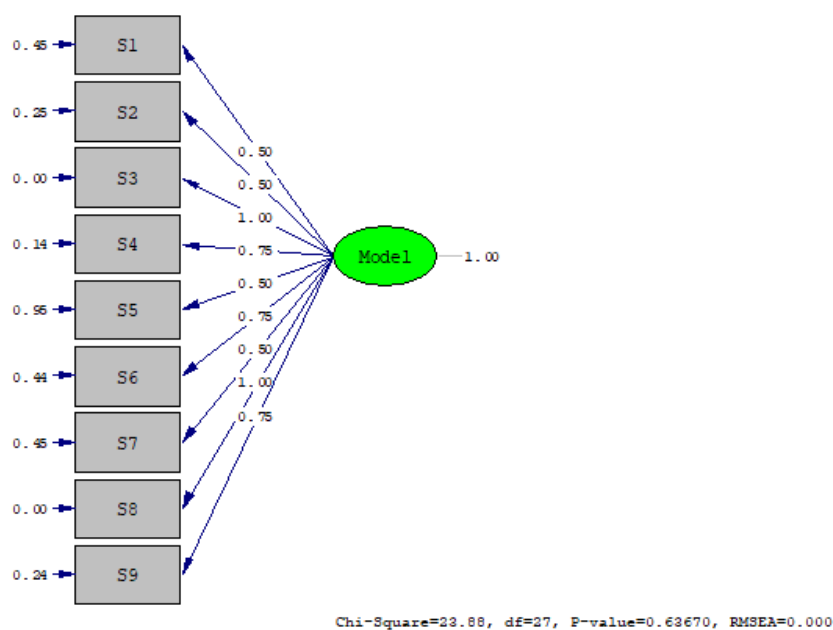 0.45 S1
0.50
0.25 S2
0.50
0.00 S3
1.00
0.14 S4
0.75
Model 1.00
0.95 S5
0.50
0.75
0.44 S6
0.50
1.00
0.45 S7
0.75
0.00 S8
0.24 S9
Chi-Square=23.88, df=27, P-value=0.63670, RMSEA=0.000